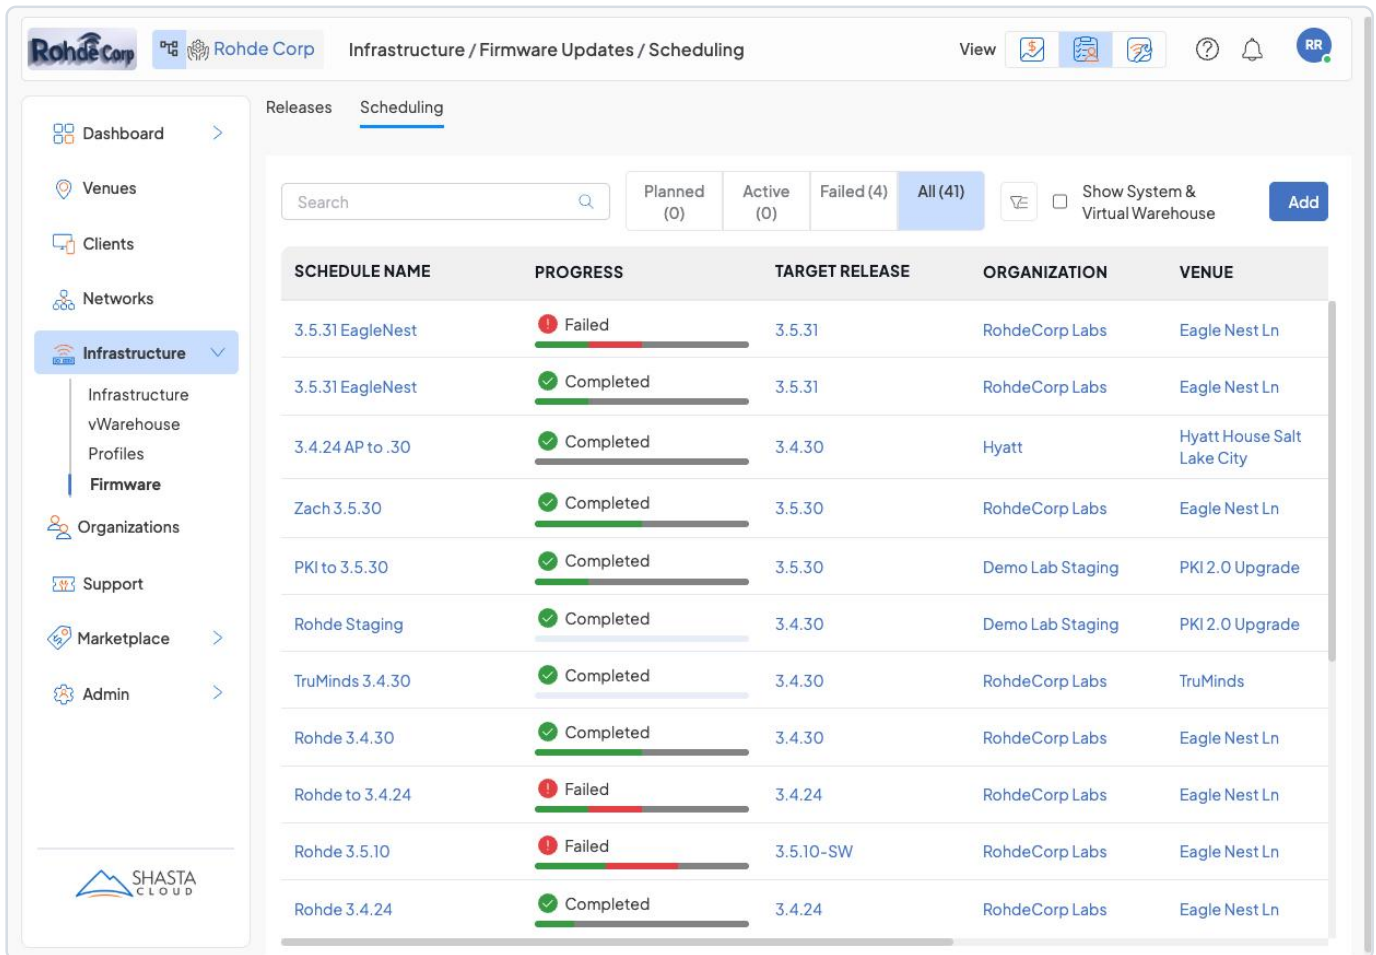 Rohde Corp
Rohde Corp
Infrastructure / Firmware Updates / Scheduling
View
RR
Releases
Scheduling
Dashboard
Venues
Clients
Networks
Infrastructure
Infrastructure
vWarehouse
Profiles
Firmware
Organizations
Support
Marketplace
Admin
SHASTA
CLOUD
Search
Planned
(0)
Active
(0)
Failed (4)
All (41)
Show System &
Virtual Warehouse
Add
SCHEDULE NAME PROGRESS TARGET RELEASE ORGANIZATION VENUE
3.5.31 EagleNest Failed 3.5.31 RohdeCorp Labs Eagle Nest Ln
3.5.31 EagleNest Completed 3.5.31 RohdeCorp Labs Eagle Nest Ln
3.4.24 AP to .30 Completed 3.4.30 Hyatt Hyatt House Salt
Lake City
Zach 3.5.30 Completed 3.5.30 RohdeCorp Labs Eagle Nest Ln
PKI to 3.5.30 Completed 3.5.30 Demo Lab Staging PKI 2.0 Upgrade
Rohde Staging Completed 3.4.30 Demo Lab Staging PKI 2.0 Upgrade
TruMinds 3.4.30 Completed 3.4.30 RohdeCorp Labs TruMinds
Rohde 3.4.30 Completed 3.4.30 RohdeCorp Labs Eagle Nest Ln
Rohde to 3.4.24 Failed 3.4.24 RohdeCorp Labs Eagle Nest Ln
Rohde 3.5.10 Failed 3.5.10-SW RohdeCorp Labs Eagle Nest Ln
Rohde 3.4.24 Completed 3.4.24 RohdeCorp Labs Eagle Nest Ln